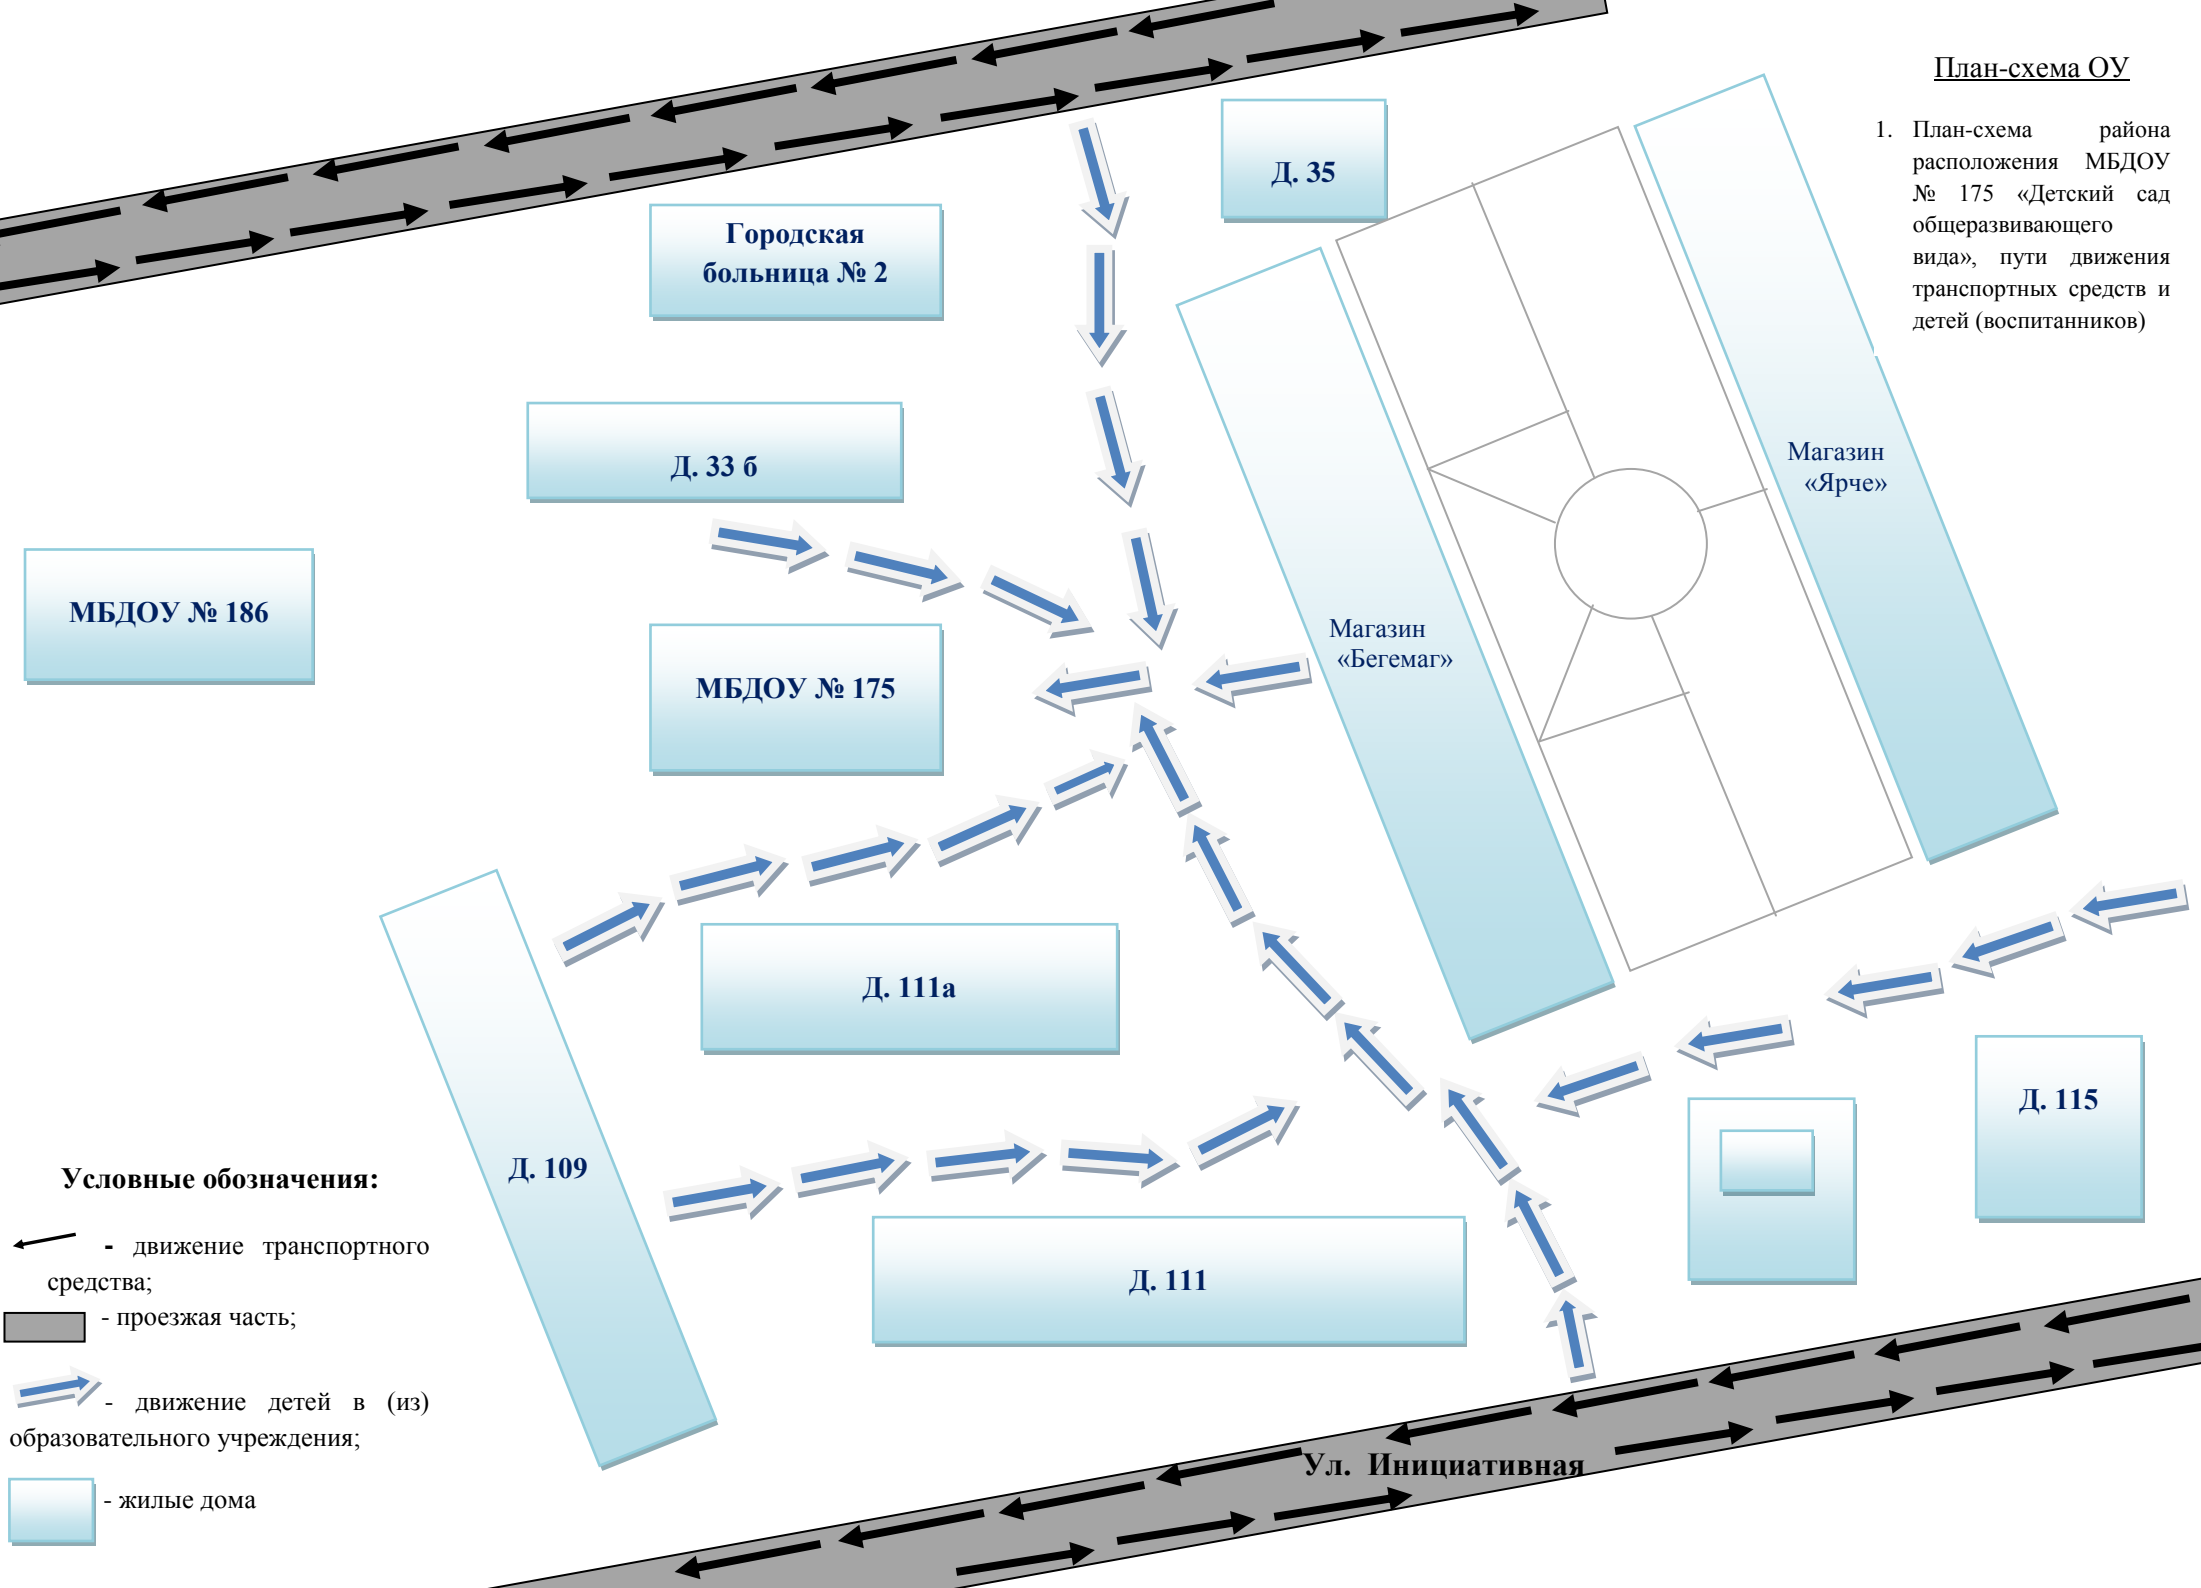 План-схема ОУ
1. План-схема района
расположения МБДОУ
№ 175 «Детский сад
общеразвивающего
вида», пути движения
транспортных средств и
детей (воспитанников)
Д. 35
Городская
больница № 2
Д. 33 б
Магазин
«Ярче»
МБДОУ № 186
МБДОУ № 175
Магазин
«Бегемаг»
Д. 111а
Д. 115
Д. 109
Д. 111
Ул. Инициативная
Условные обозначения:
- движение транспортного
средства;
- проезжая часть;
- движение детей в (из)
образовательного учреждения;
- жилые дома